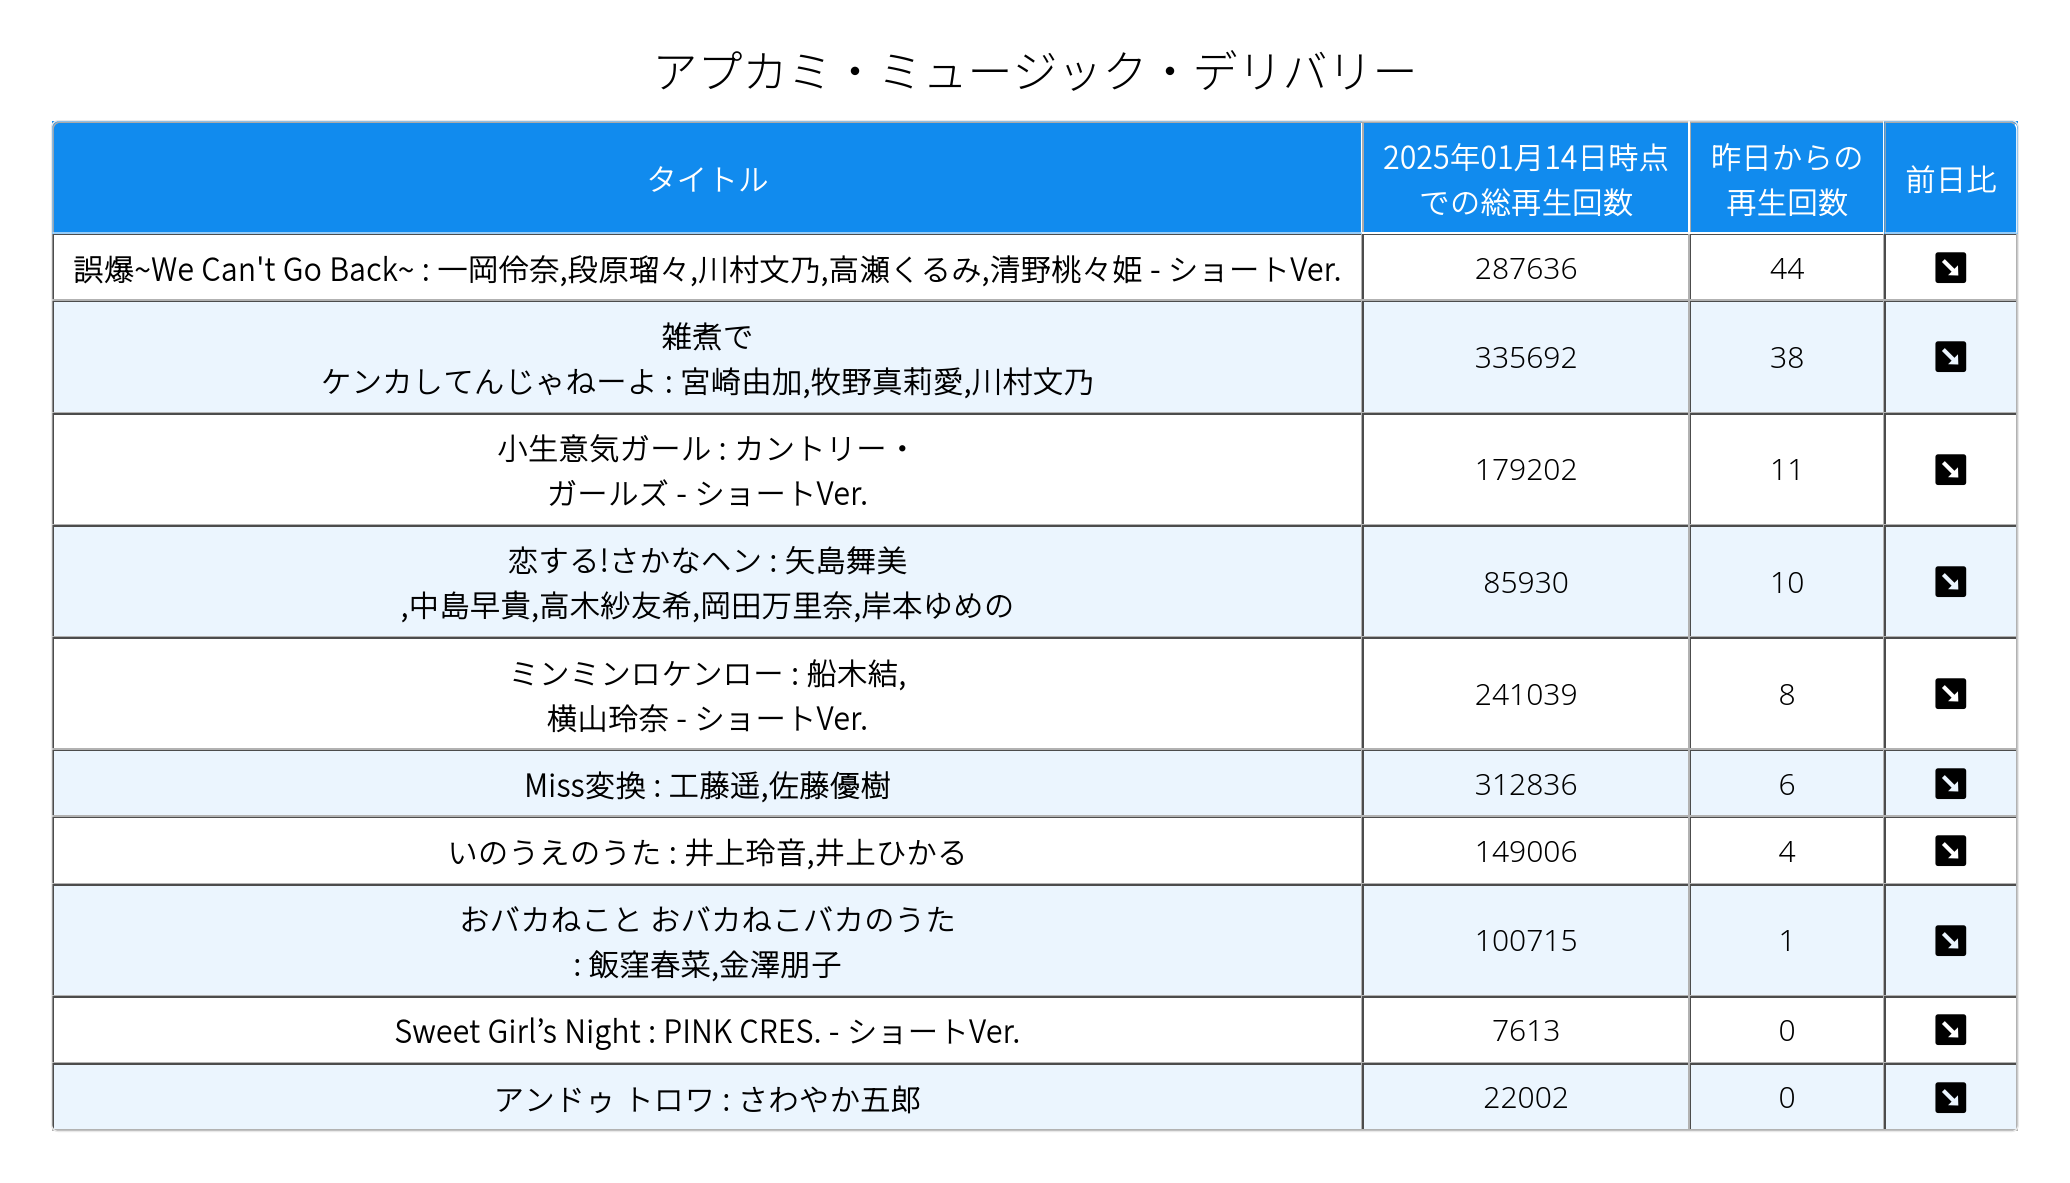 アプカミ・ミュージック・デリバリー
タイトル
2025年01月14日時点
での総再生回数
昨日からの
再生回数
前日比
誤爆~We Can't Go Back~ : 一岡伶奈,段原瑠々,川村文乃,高瀬くるみ,清野桃々姫 - ショートVer.
287636
44
雑煮で
ケンカしてんじゃねーよ : 宮崎由加,牧野真莉愛,川村文乃
335692
38
小生意気ガール : カントリー・
ガールズ - ショートVer.
179202
11
恋する!さかなヘン : 矢島舞美
,中島早貴,高木紗友希,岡田万里奈,岸本ゆめの
85930
10
ミンミンロケンロー : 船木結,
横山玲奈 - ショートVer.
241039
8
Miss変換 : 工藤遥,佐藤優樹
312836
6
いのうえのうた : 井上玲音,井上ひかる
149006
4
おバカねこと おバカねこバカのうた
: 飯窪春菜,金澤朋子
100715
1
Sweet Girl’s Night : PINK CRES. - ショートVer.
7613
0
アンドゥ トロワ : さわやか五郎
22002
0